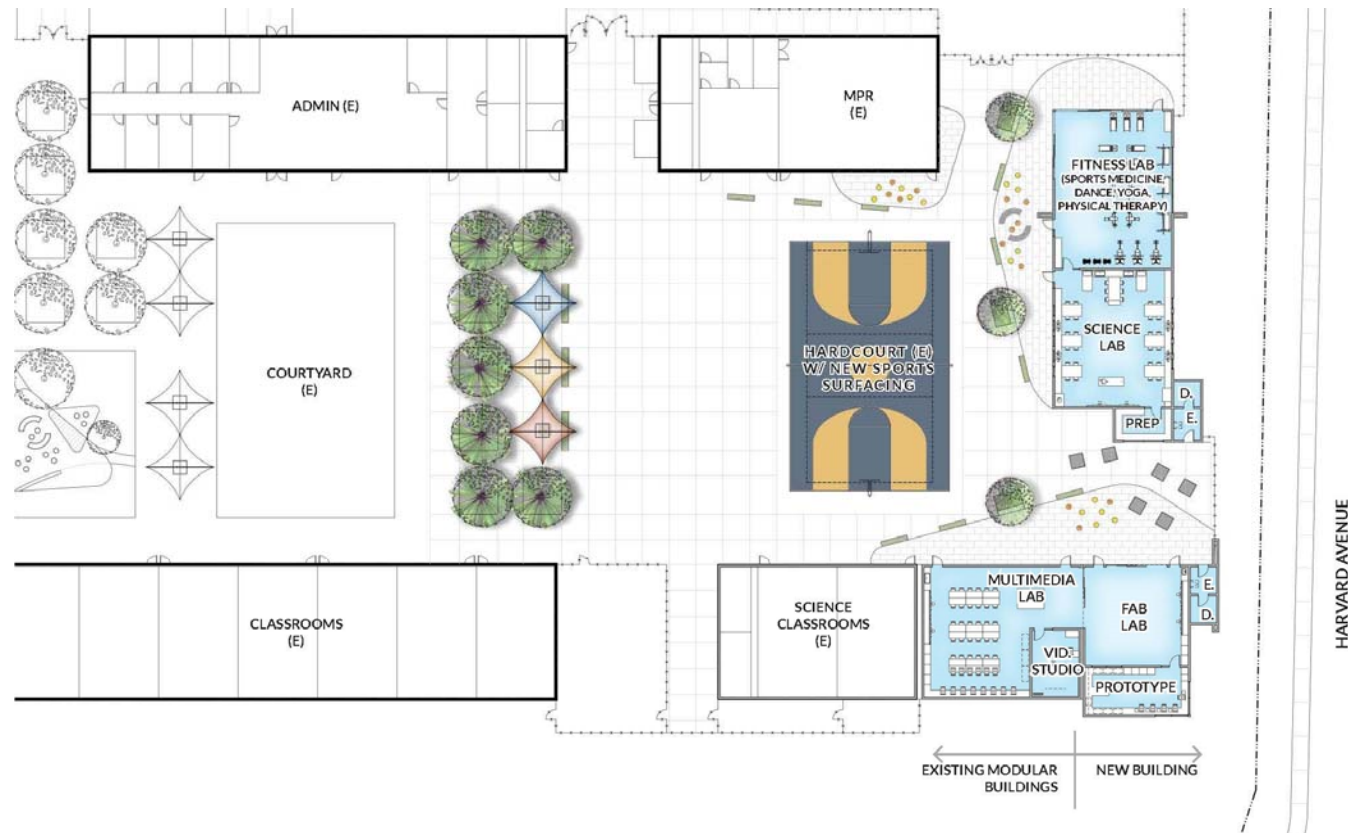 ADMIN (E)
MPR
(E)
FITNESS LAB
(SPORTS MEDICINE,
DANCE, YOGA,
PHYSICAL THERAPY)
COURTYARD
(E)
HARDCOURT (E)
W/ NEW SPORTS
SURFACING
SCIENCE
LAB
D.
E.
PREP
HARVARD AVENUE
CLASSROOMS
(E)
SCIENCE
CLASSROOMS
(E)
MULTIMEDIA
LAB
VID.
STUDIO
FAB
LAB
PROTOTYPE
E.
D.
EXISTING MODULAR
BUILDINGS
NEW BUILDING